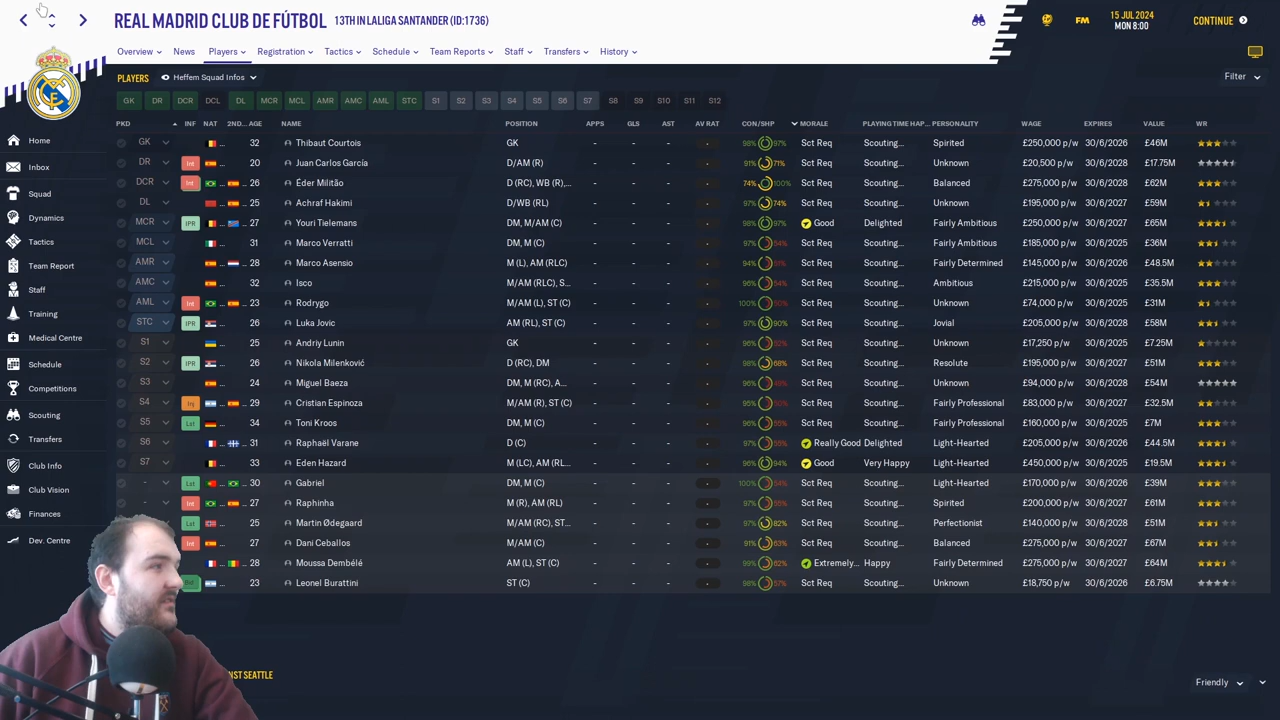 REAL MADRID CLUB DE FÚTBOL 13TH IN LALIGA SANTANDER (ID:1736) FM 15 JUL 2024 MON 8:00 CONTINUE
Overview News Players Registration Tactics Schedule Team Reports Staff Transfers History
PLAYERS Heffem Squad Infos Filter
GK DR DCR DCL DL MCR MCL AMR AMC AML STC S1 S2 S3 S4 S5 S6 S7 S8 S9 S10 S11 S12
PKD INF NAT 2ND... AGE NAME POSITION APPS GLS AST AV RAT CON/SHP MORALE PLAYING TIME HAP... PERSONALITY WAGE EXPIRES VALUE WR
GK ... 32 Thibaut Courtois GK - - - - 98% 97% Sct Req Scouting... Spirited £250,000 p/w 30/6/2026 £46M
DR Int ... 20 Juan Carlos García D/AM (R) - - - - 91% 71% Sct Req Scouting... Unknown £20,500 p/w 30/6/2028 £17.75M
DCR Int ... ... 26 Éder Militão D (RC), WB (R),... - - - - 74% 100% Sct Req Scouting... Balanced £275,000 p/w 30/6/2028 £62M
DL ... ... 25 Achraf Hakimi D/WB (RL) - - - - 97% 74% Sct Req Scouting... Unknown £195,000 p/w 30/6/2028 £59M
MCR IPR ... ... 27 Youri Tielemans DM, M/AM (C) - - - - 98% 97% Good Delighted Fairly Ambitious £250,000 p/w 30/6/2027 £65M
MCL ... 31 Marco Verratti DM, M (C) - - - - 97% 54% Sct Req Scouting... Fairly Ambitious £185,000 p/w 30/6/2025 £36M
AMR ... ... 28 Marco Asensio M (L), AM (RLC) - - - - 94% Sct Req Scouting... Fairly Determined £145,000 p/w 30/6/2026 £48.5M
AMC ... 32 Isco M/AM (RLC), S... - - - - 96% 54% Sct Req Scouting... Ambitious £215,000 p/w 30/6/2025 £35.5M
AML Int ... ... 23 Rodrygo M/AM (L), ST (C) - - - - 100% 50% Sct Req Scouting... Unknown £74,000 p/w 30/6/2025 £31M
STC IPR ... 26 Luka Jovic AM (RL), ST (C) - - - - 97% 90% Sct Req Scouting... Jovial £205,000 p/w 30/6/2026 £58M
S1 ... 25 Andriy Lunin GK - - - - 96% Sct Req Scouting... Unknown £17,250 p/w 30/6/2025 £7.25M
S2 IPR ... 26 Nikola Milenković D (RC), DM - - - - 98% 68% Sct Req Scouting... Resolute £195,000 p/w 30/6/2027 £51M
S3 ... 24 Miguel Baeza DM, M (RC), A... - - - - 96% Sct Req Scouting... Unknown £94,000 p/w 30/6/2028 £54M
S4 Inj ... ... 29 Cristian Espinoza M/AM (R), ST (C) - - - - 95% 50% Sct Req Scouting... Fairly Professional £83,000 p/w 30/6/2026 £32.5M
S5 Lst ... 34 Toni Kroos DM, M (C) - - - - 96% 55% Sct Req Scouting... Fairly Professional £160,000 p/w 30/6/2025 £7M
S6 ... ... 31 Raphaël Varane D (C) - - - - 97% 55% Really Good Delighted Light-Hearted £205,000 p/w 30/6/2026 £44.5M
S7 ... 33 Eden Hazard M (LC), AM (RL... - - - - 96% 94% Good Very Happy Light-Hearted £450,000 p/w 30/6/2025 £19.5M
- Lst ... ... 30 Gabriel DM, M (C) - - - - 100% 54% Sct Req Scouting... Light-Hearted £170,000 p/w 30/6/2026 £39M
- Int ... ... 27 Raphinha M (R), AM (RL) - - - - 97% 55% Sct Req Scouting... Spirited £200,000 p/w 30/6/2027 £61M
Lst ... 25 Martin Ødegaard M/AM (RC), ST... - - - - 97% 82% Sct Req Scouting... Perfectionist £140,000 p/w 30/6/2028 £51M
Int ... 27 Dani Ceballos M/AM (C) - - - - 91% 63% Sct Req Scouting... Balanced £275,000 p/w 30/6/2027 £67M
... ... 28 Moussa Dembélé AM (L), ST (C) - - - - 99% 62% Extremely... Happy Fairly Determined £275,000 p/w 30/6/2027 £64M
... 23 Leonel Burattini ST (C) - - - - 98% 57% Sct Req Scouting... Unknown £18,750 p/w 30/6/2026 £6.75M
Home
Inbox
Squad
Dynamics
Tactics
Team Report
Staff
Training
Medical Centre
Schedule
Competitions
Scouting
Transfers
Club Info
Club Vision
Finances
Dev. Centre
SEATTLE
Friendly